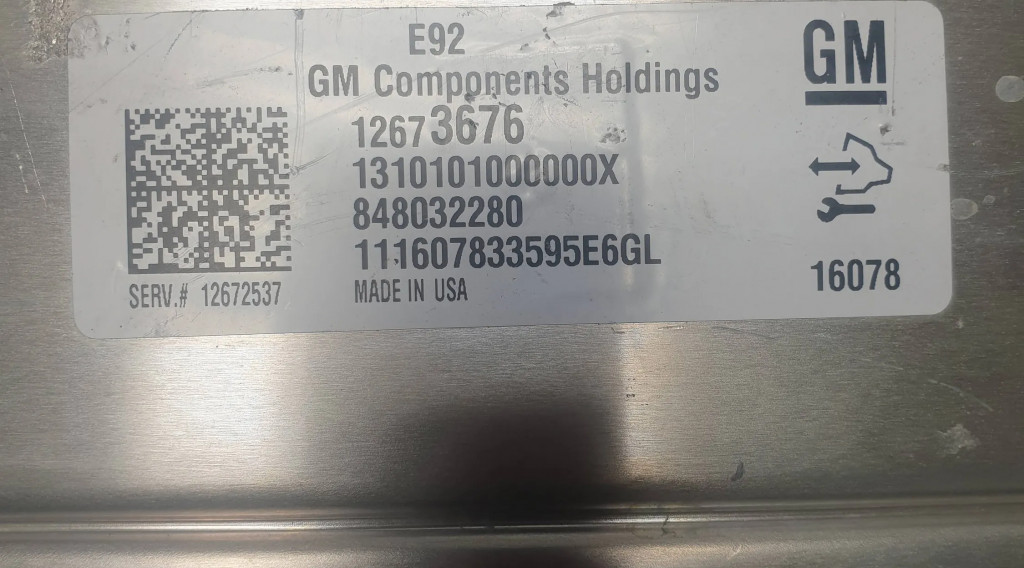 E92
GM Components Holdings
GM
12673676
1310101000000X
848032280
111607833595E6GL
16078
SERV.# 12672537
MADE IN USA